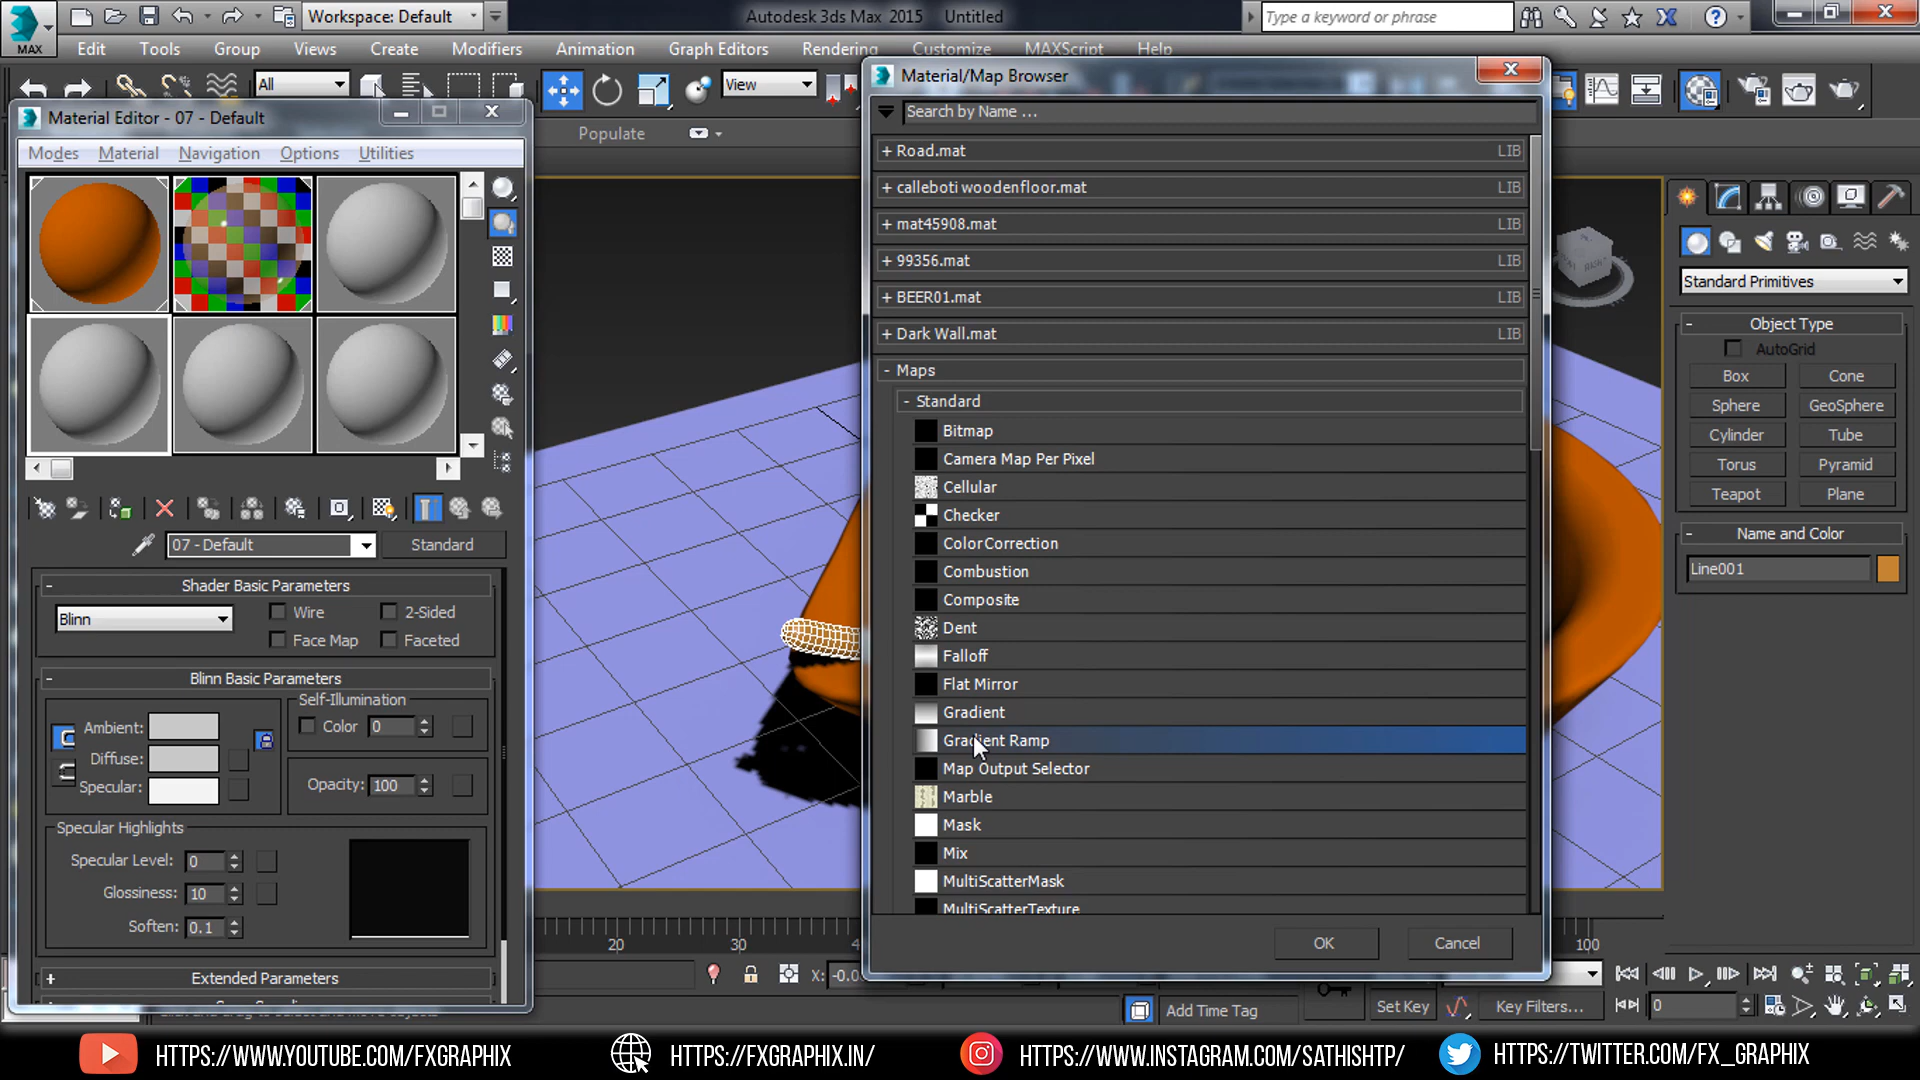 Workspace: Default
Autodesk 3ds Max 2015 Untitled
Type a keyword or phrase
MAX
Edit Tools Group Views Create Modifiers Animation Graph Editors Rendering Customize MAXScript Help
All
View
Populate
Material Editor - 07 - Default
Modes Material Navigation Options Utilities
07 - Default Standard
- Shader Basic Parameters
Blinn
Wire 2-Sided
Face Map Faceted
- Blinn Basic Parameters
Self-Illumination
Ambient: Color 0
Diffuse:
Specular: Opacity: 100
Specular Highlights
Specular Level: 0
Glossiness: 10
Soften: 0.1
+ Extended Parameters
Material/Map Browser
Search by Name ...
+ Road.mat LIB
+ calleboti woodenfloor.mat LIB
+ mat45908.mat LIB
+ 99356.mat LIB
+ BEER01.mat LIB
+ Dark Wall.mat LIB
- Maps
- Standard
Bitmap
Camera Map Per Pixel
Cellular
Checker
Color Correction
Combustion
Composite
Dent
Falloff
Flat Mirror
Gradient
Gradient Ramp
Map Output Selector
Marble
Mask
Mix
MultiScatterMask
MultiScatterTexture
OK Cancel
Standard Primitives
- Object Type
AutoGrid
Box Cone
Sphere GeoSphere
Cylinder Tube
Torus Pyramid
Teapot Plane
- Name and Color
Line001
20 30 100
X:
Add Time Tag
Set Key Key Filters... 0
HTTPS://WWW.YOUTUBE.COM/FXGRAPHIX HTTPS://FXGRAPHIX.IN/ HTTPS://WWW.INSTAGRAM.COM/SATHISHTP/ HTTPS://TWITTER.COM/FX_GRAPHIX